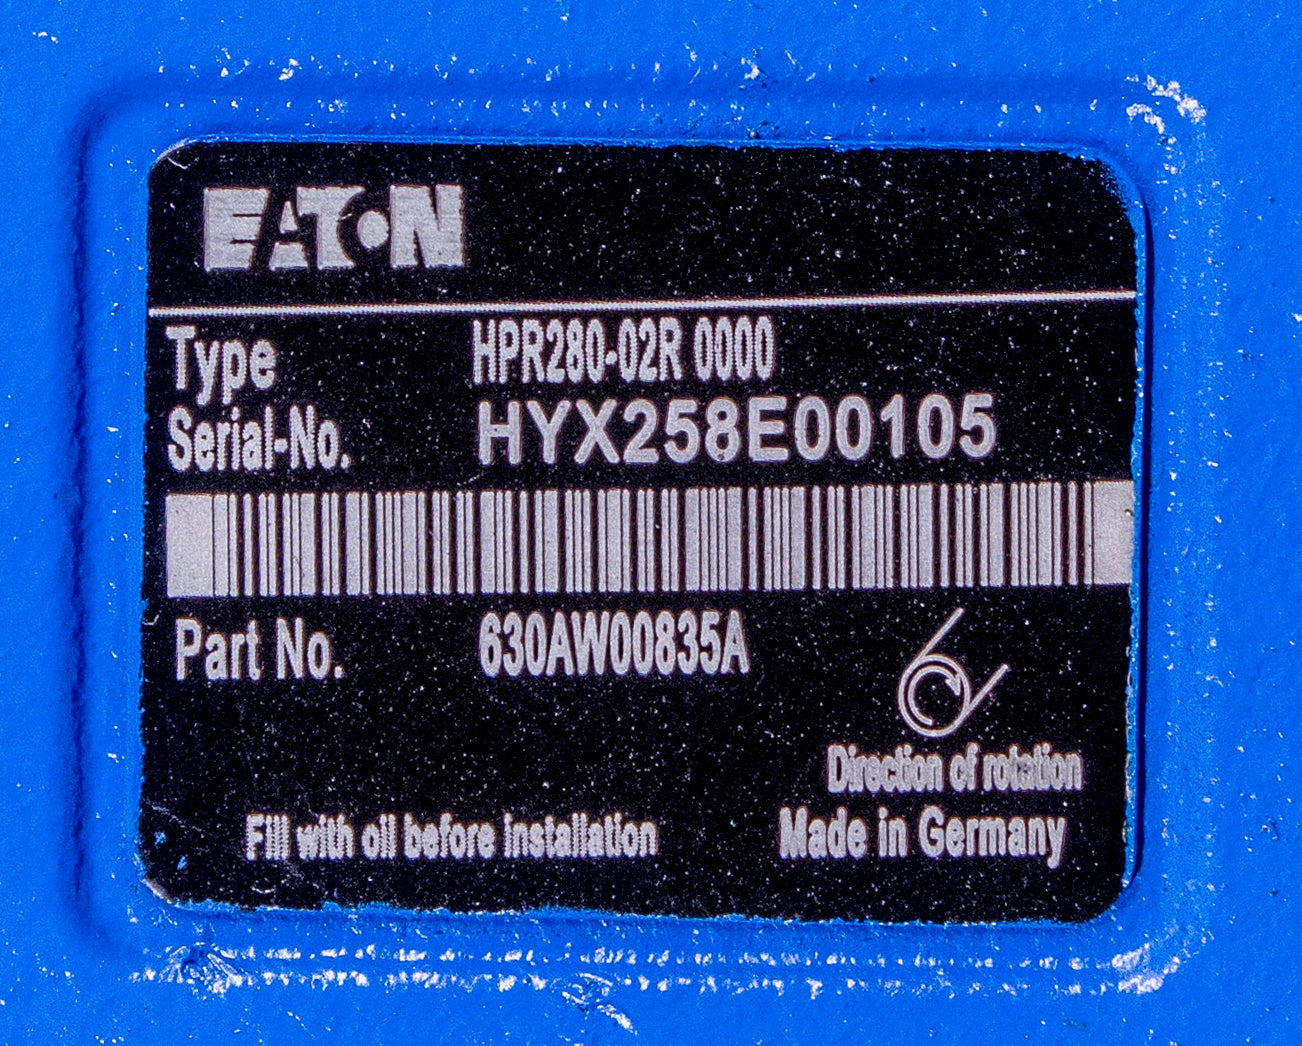 EATON
Type HPR280-02R 0000
Serial-No. HYX258E00105
Part No. 630AW00835A
Direction of rotation
Fill with oil before installation Made in Germany